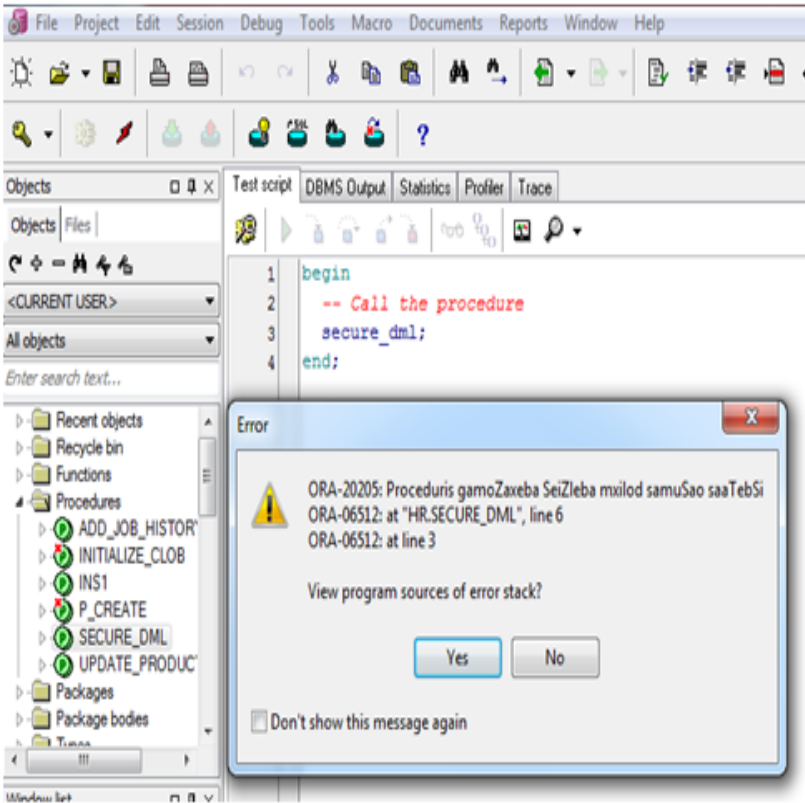 File Project Edit Session Debug Tools Macro Documents Reports Window Help
SQL
?
Objects
Objects Files
<CURRENT USER>
All objects
Enter search text...
Recent objects
Recycle bin
Functions
Procedures
ADD_JOB_HISTORY
INITIALIZE_CLOB
INS1
P_CREATE
SECURE_DML
UPDATE_PRODUC
Packages
Package bodies
Types
Window list
Test script DBMS Output Statistics Profiler Trace
1 begin
2 -- Call the procedure
3 secure_dml;
4 end;
Error
ORA-20205: Proceduris gamoZaxeba SeiZleba mxilod samuSao saaTebSi
ORA-06512: at "HR.SECURE_DML", line 6
ORA-06512: at line 3
View program sources of error stack?
Yes No
Don't show this message again